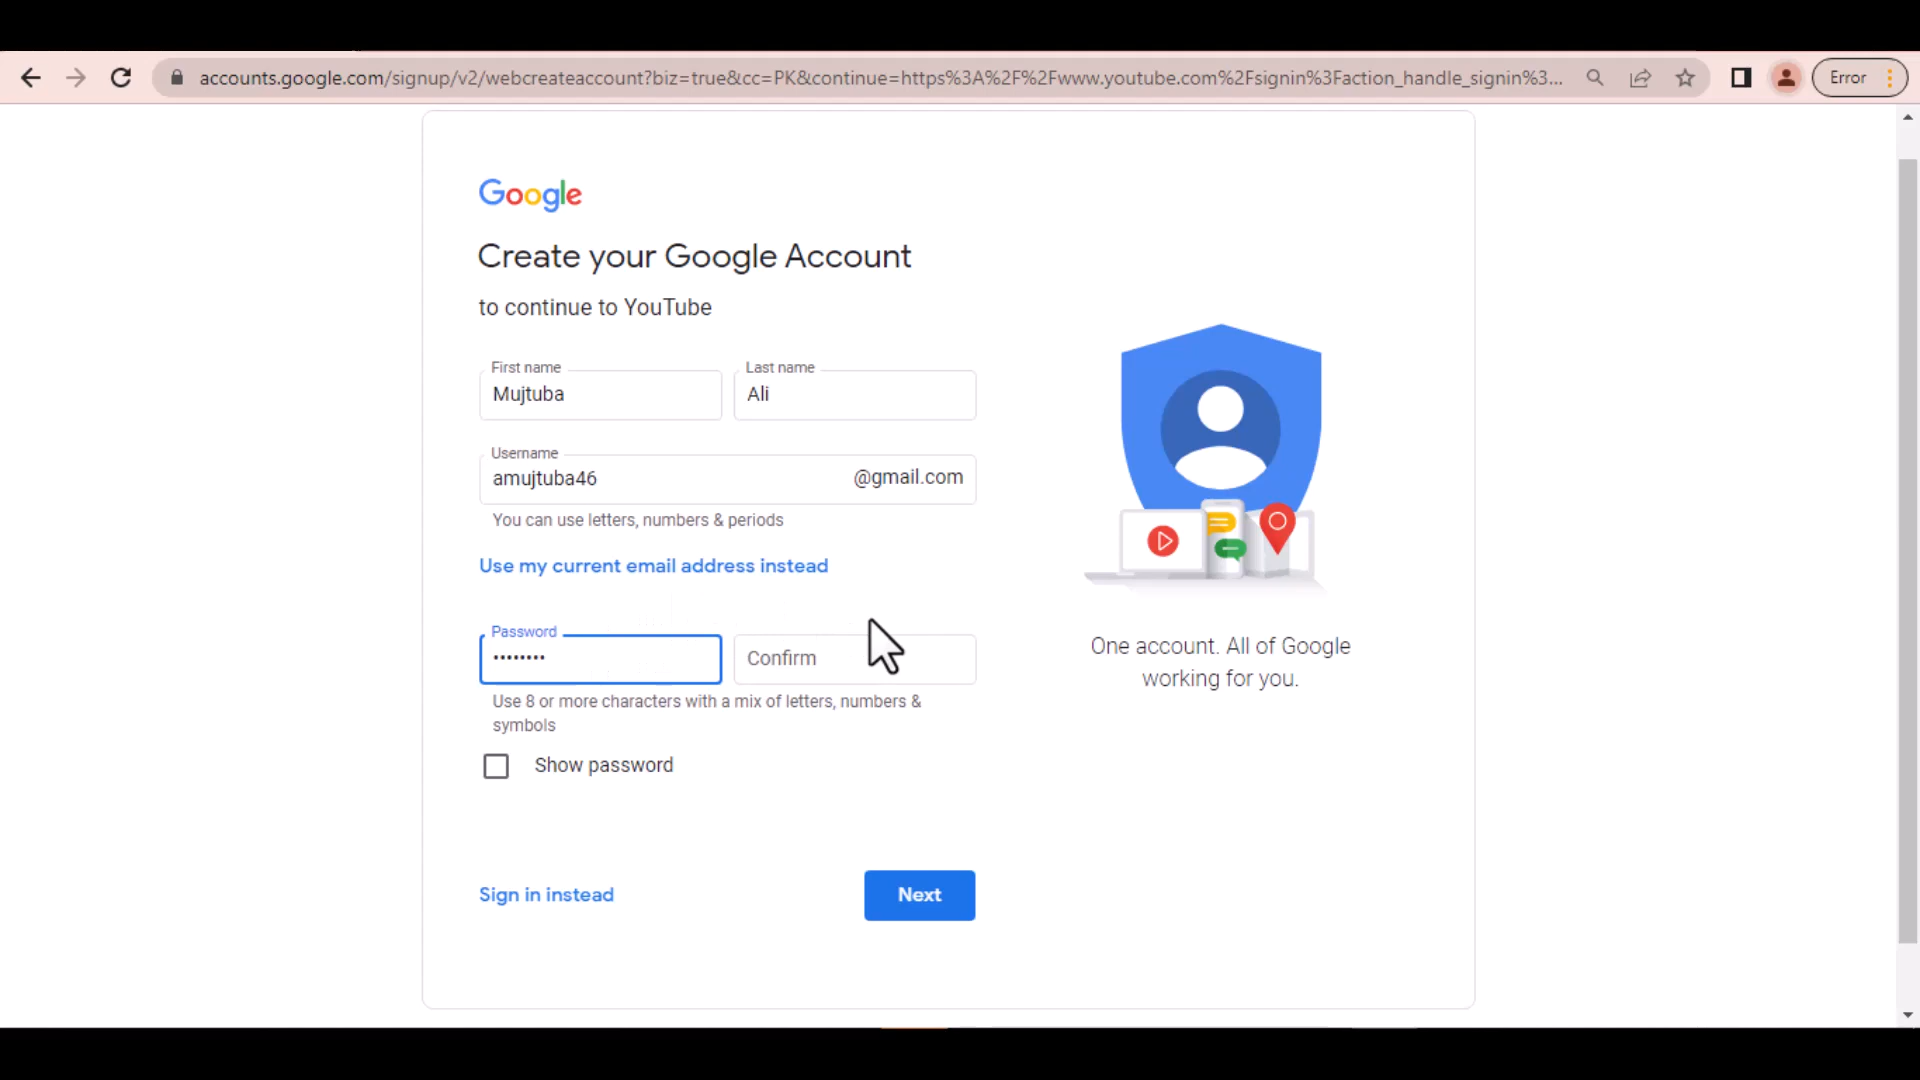 accounts.google.com/signup/v2/webcreateaccount?biz=true&cc=PK&continue=https%3A%2F%2Fwww.youtube.com%2Fsignin%3Faction_handle_signin%3...
Error
Google
Create your Google Account
to continue to YouTube
First name
Last name
Mujtuba
Ali
Username
amujtuba46
@gmail.com
You can use letters, numbers & periods
Use my current email address instead
Password
••••••••
Confirm
Use 8 or more characters with a mix of letters, numbers &
symbols
Show password
One account. All of Google
working for you.
Sign in instead
Next